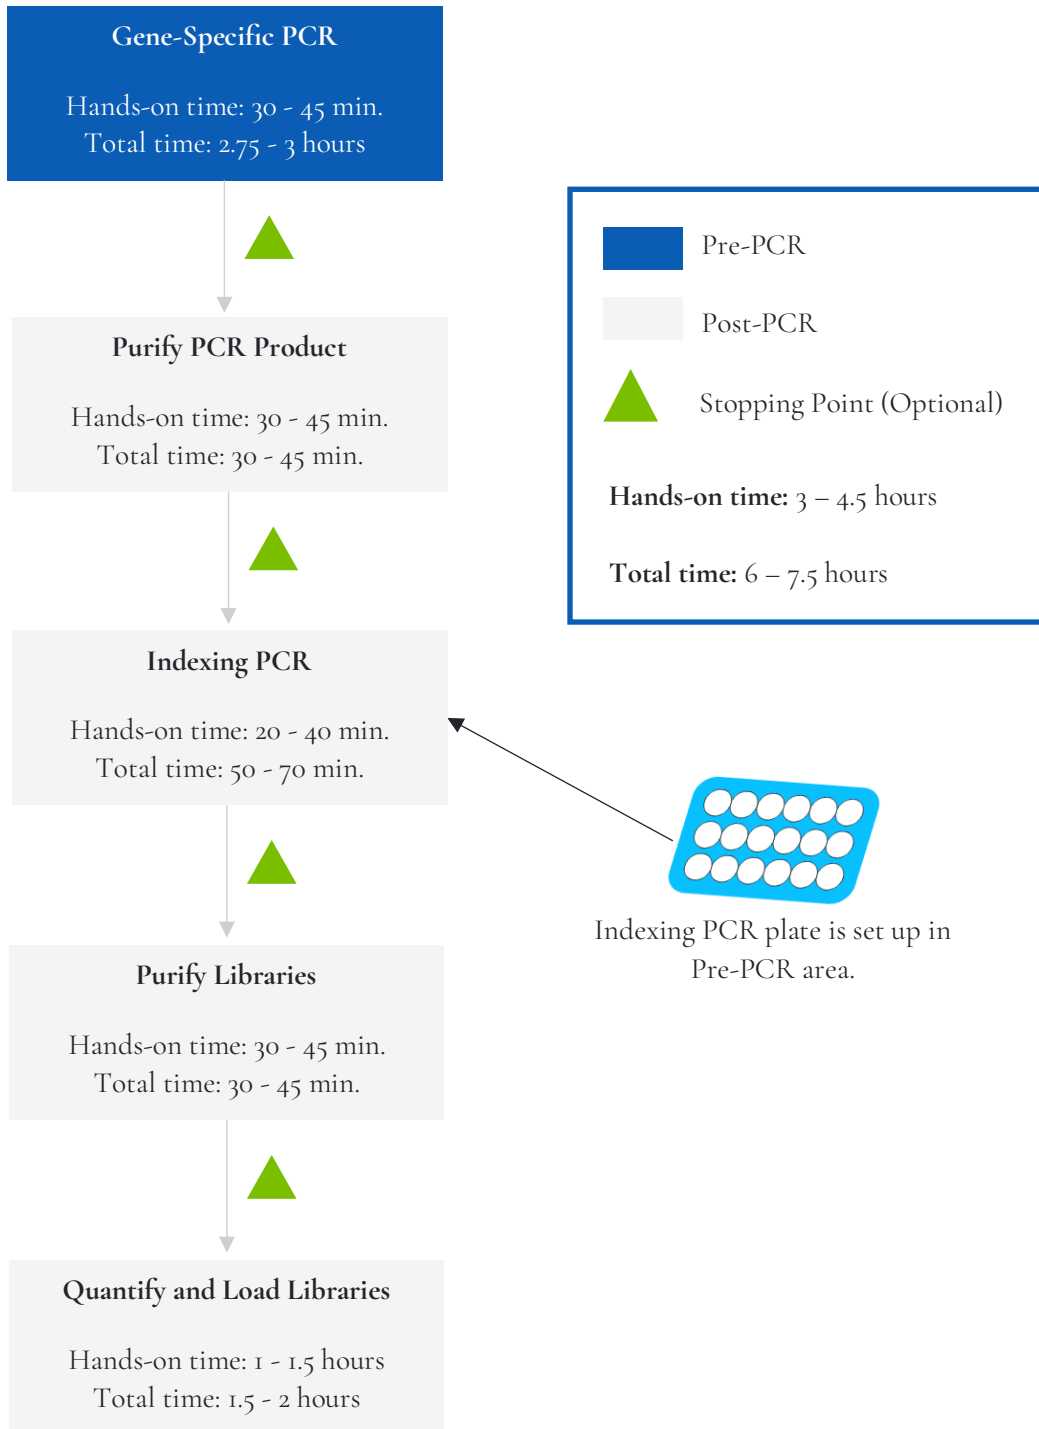 Gene-Specific PCR
Hands-on time: 30 - 45 min.
Total time: 2.75 - 3 hours
Purify PCR Product
Hands-on time: 30 - 45 min.
Total time: 30 - 45 min.
Indexing PCR
Hands-on time: 20 - 40 min.
Total time: 50 - 70 min.
Purify Libraries
Hands-on time: 30 - 45 min.
Total time: 30 - 45 min.
Quantify and Load Libraries
Hands-on time: 1 - 1.5 hours
Total time: 1.5 - 2 hours
Pre-PCR
Post-PCR
Stopping Point (Optional)
Hands-on time: 3 – 4.5 hours
Total time: 6 – 7.5 hours
Indexing PCR plate is set up in
Pre-PCR area.